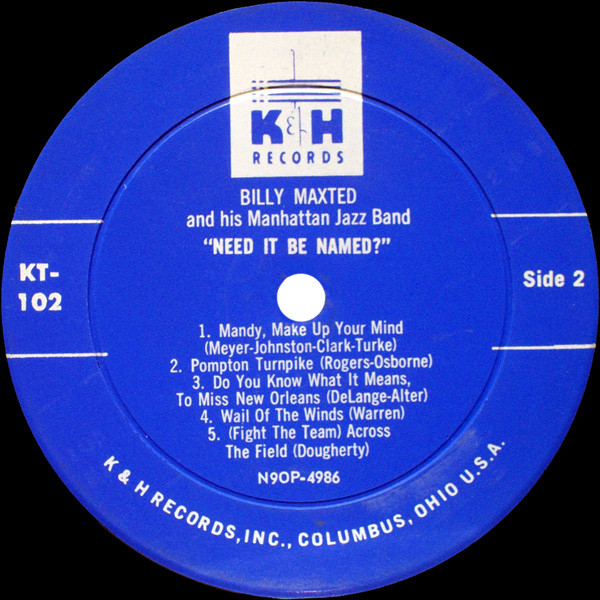 K & H
RECORDS
BILLY MAXTED
and his Manhattan Jazz Band
"NEED IT BE NAMED?"
KT-
102
Side 2
1. Mandy, Make Up Your Mind
(Meyer-Johnston-Clark-Turke)
2. Pompton Turnpike (Rogers-Osborne)
3. Do You Know What It Means,
To Miss New Orleans (DeLange-Alter)
4. Wail Of The Winds (Warren)
5. (Fight The Team) Across
The Field (Dougherty)
N9OP-4986
K & H RECORDS, INC., COLUMBUS, OHIO U.S.A.